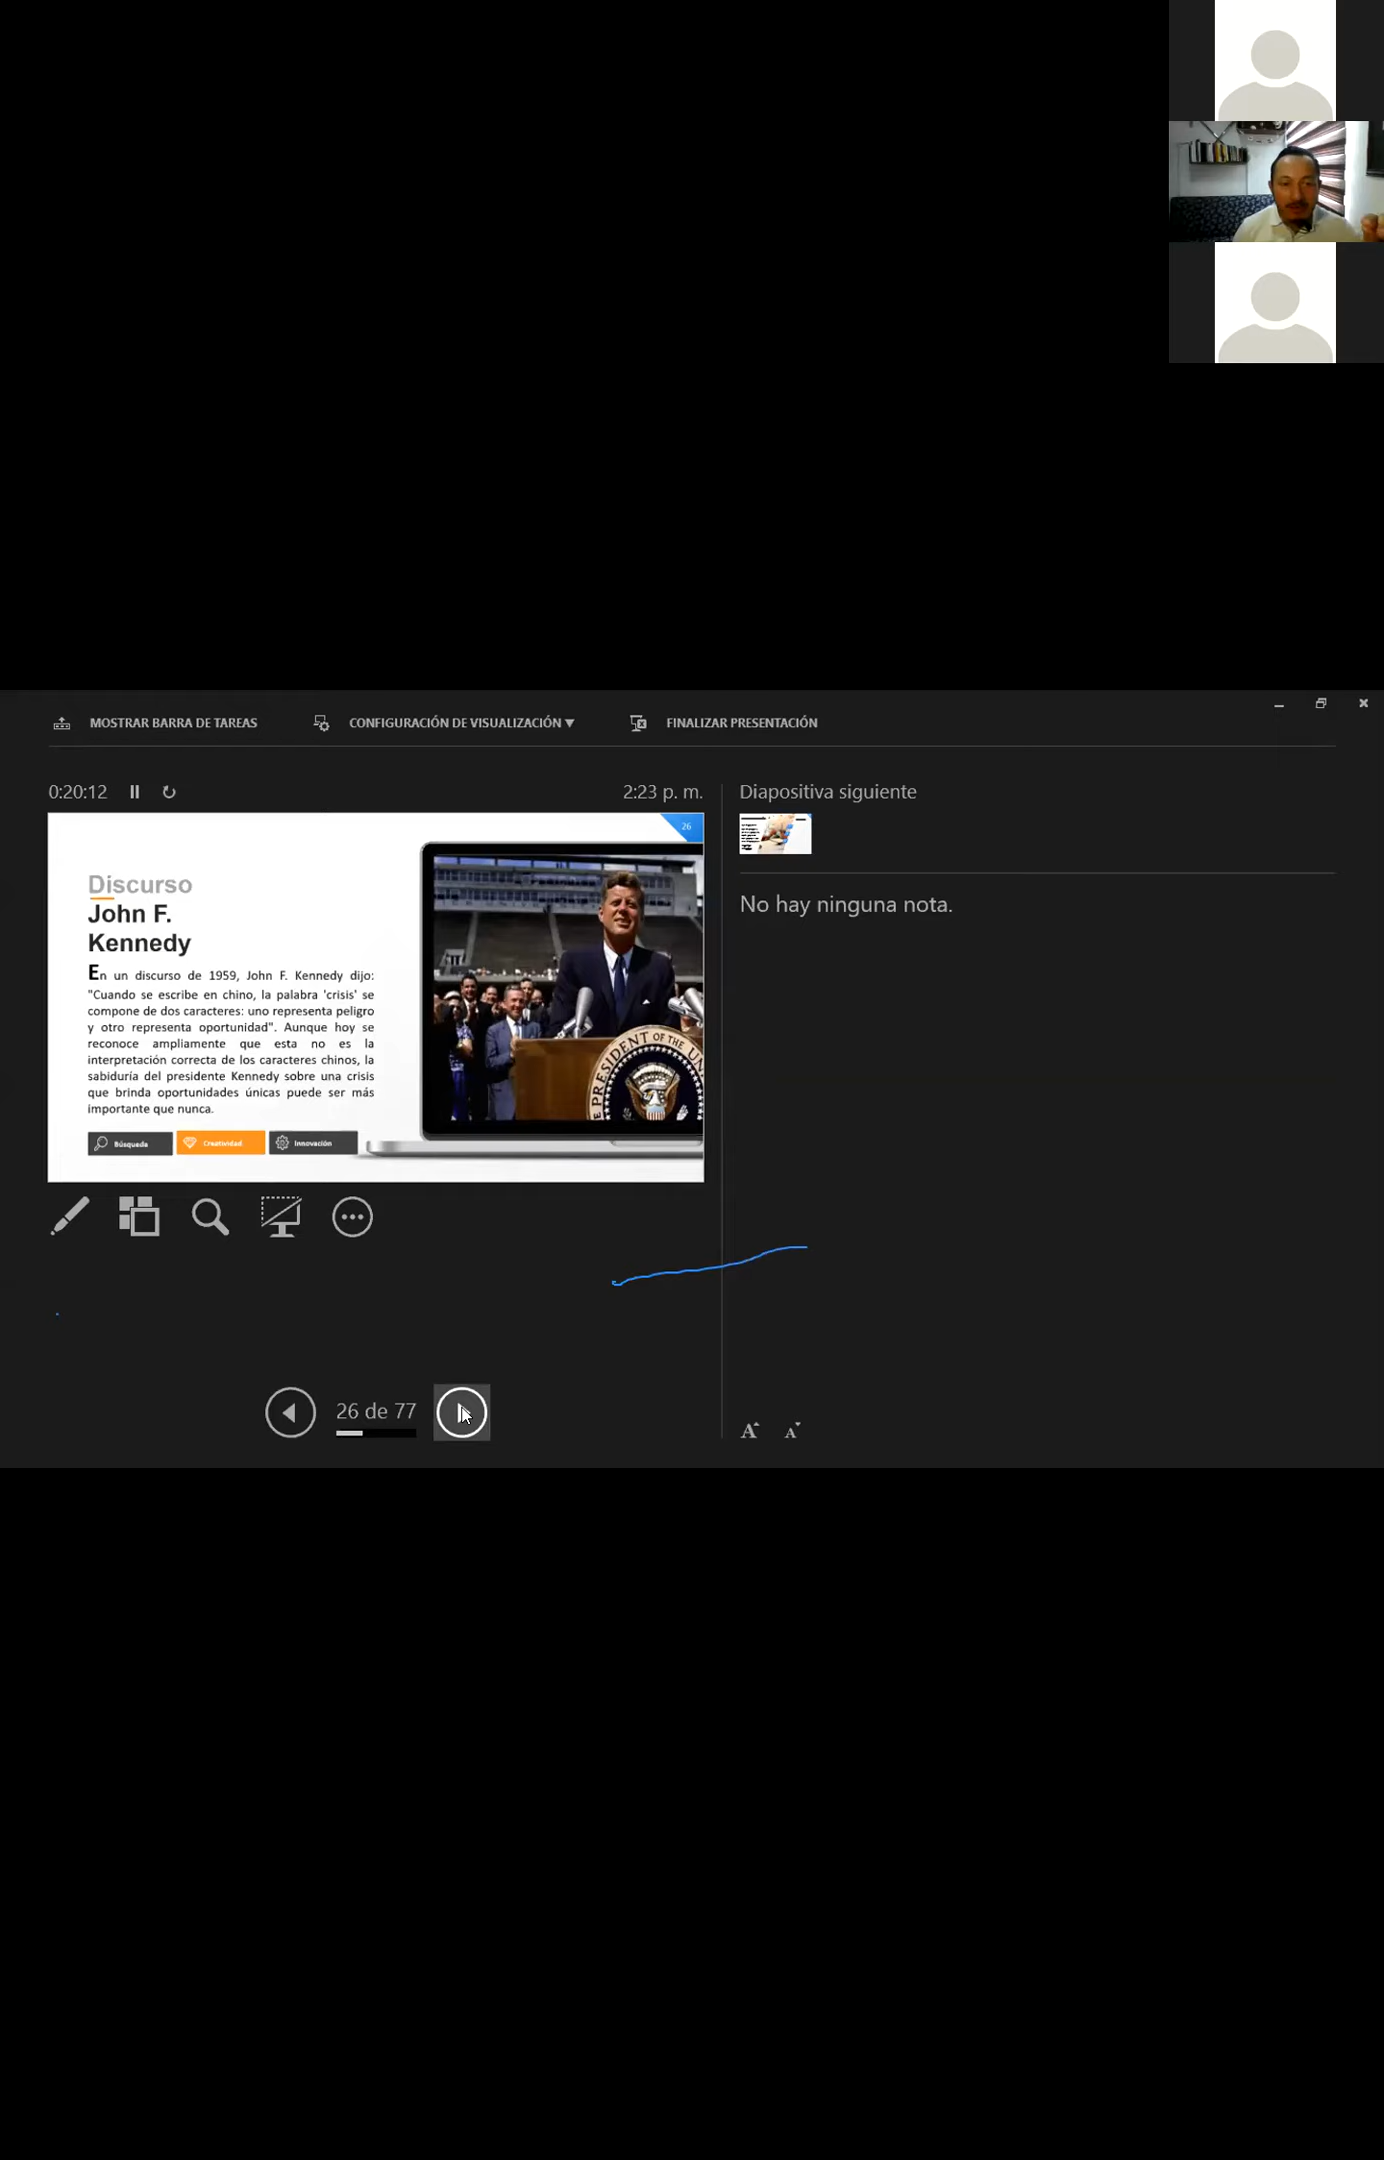 MOSTRAR BARRA DE TAREAS
CONFIGURACIÓN DE VISUALIZACIÓN ▼
FINALIZAR PRESENTACIÓN
0:20:12
2:23 p. m.
26
Discurso
John F.
Kennedy
En un discurso de 1959, John F. Kennedy dijo:
"Cuando se escribe en chino, la palabra 'crisis' se
compone de dos caracteres: uno representa peligro
y otro representa oportunidad". Aunque hoy se
reconoce ampliamente que esta no es la
interpretación correcta de los caracteres chinos, la
sabiduría del presidente Kennedy sobre una crisis
que brinda oportunidades únicas puede ser más
importante que nunca.
Búsqueda
Creatividad
Innovación
PRESIDENT OF THE UN
26 de 77
Diapositiva siguiente
No hay ninguna nota.
A A